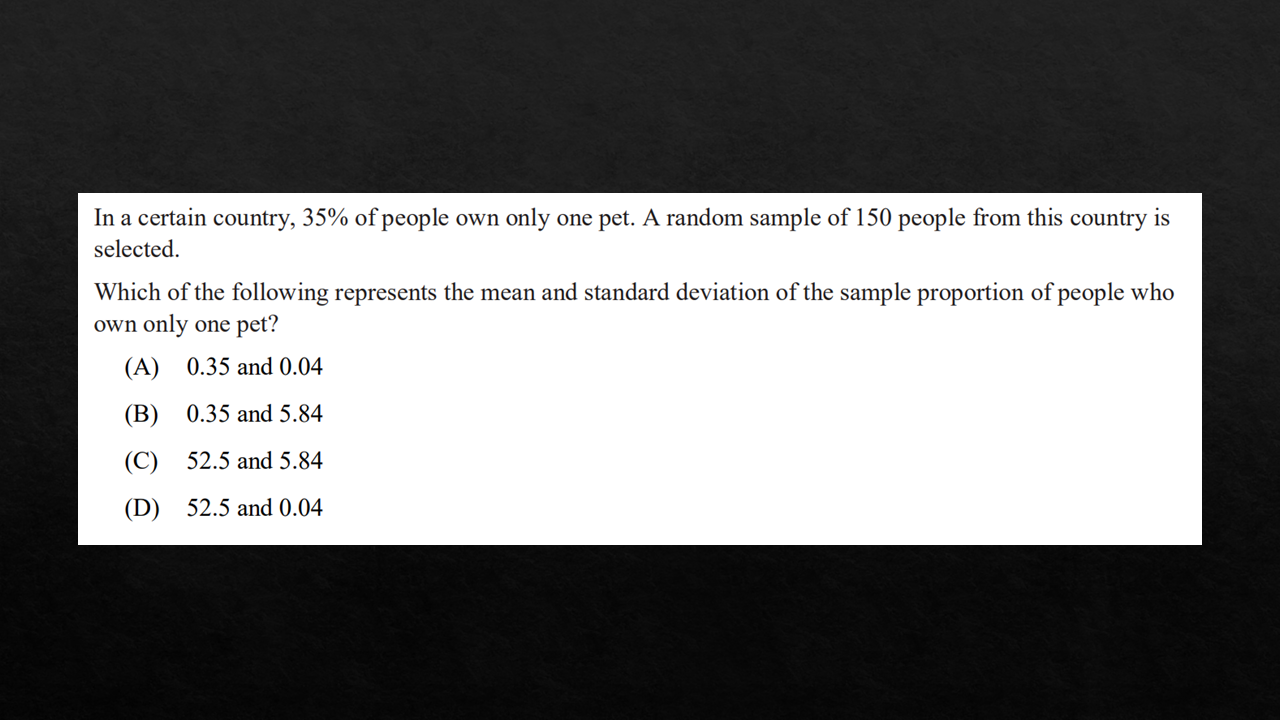 In a certain country, 35% of people own only one pet. A random sample of 150 people from this country is
selected.
Which of the following represents the mean and standard deviation of the sample proportion of people who
own only one pet?
(A) 0.35 and 0.04
(B) 0.35 and 5.84
(C) 52.5 and 5.84
(D) 52.5 and 0.04